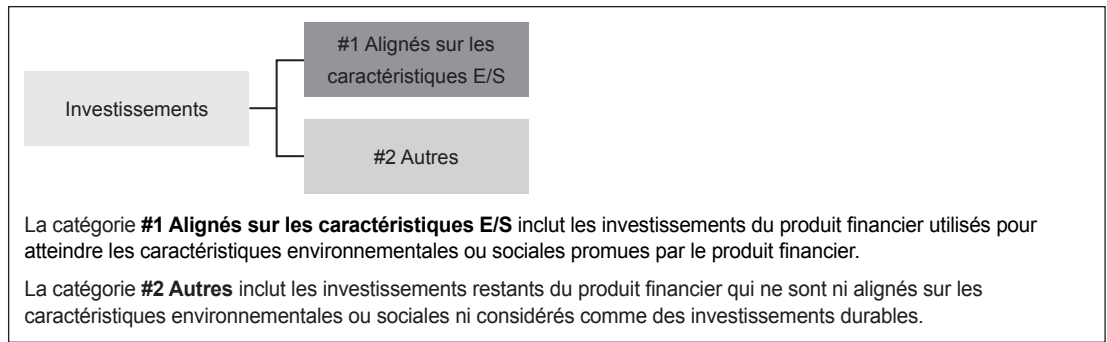 #1 Alignés sur les
caractéristiques E/S
Investissements
#2 Autres
La catégorie #1 Alignés sur les caractéristiques E/S inclut les investissements du produit financier utilisés pour
atteindre les caractéristiques environnementales ou sociales promues par le produit financier.
La catégorie #2 Autres inclut les investissements restants du produit financier qui ne sont ni alignés sur les
caractéristiques environnementales ou sociales ni considérés comme des investissements durables.